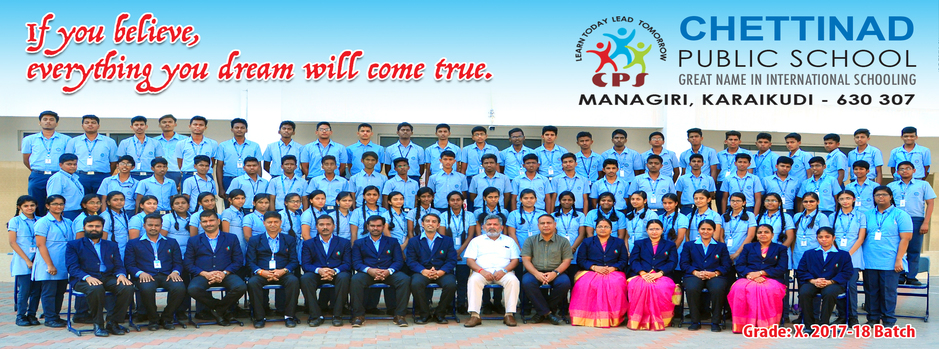 If you believe,
everything you dream will come true.
LEARN TODAY LEAD TOMORROW
CPS
CHETTINAD
PUBLIC SCHOOL
GREAT NAME IN INTERNATIONAL SCHOOLING
MANAGIRI, KARAIKUDI - 630 307
Grade: X. 2017-18 Batch